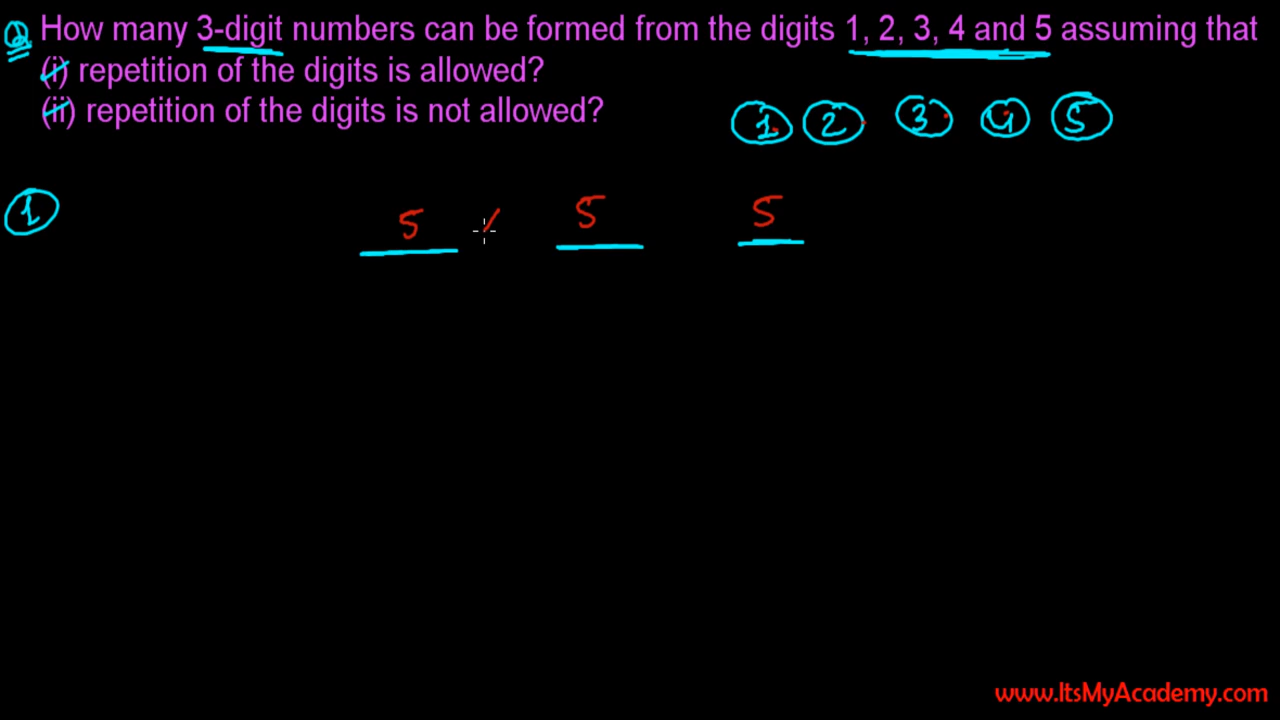 Q How many 3-digit numbers can be formed from the digits 1, 2, 3, 4 and 5 assuming that
(i) repetition of the digits is allowed?
(ii) repetition of the digits is not allowed?
1 2 3 4 5
1
5 5 5
www.ItsMyAcademy.com